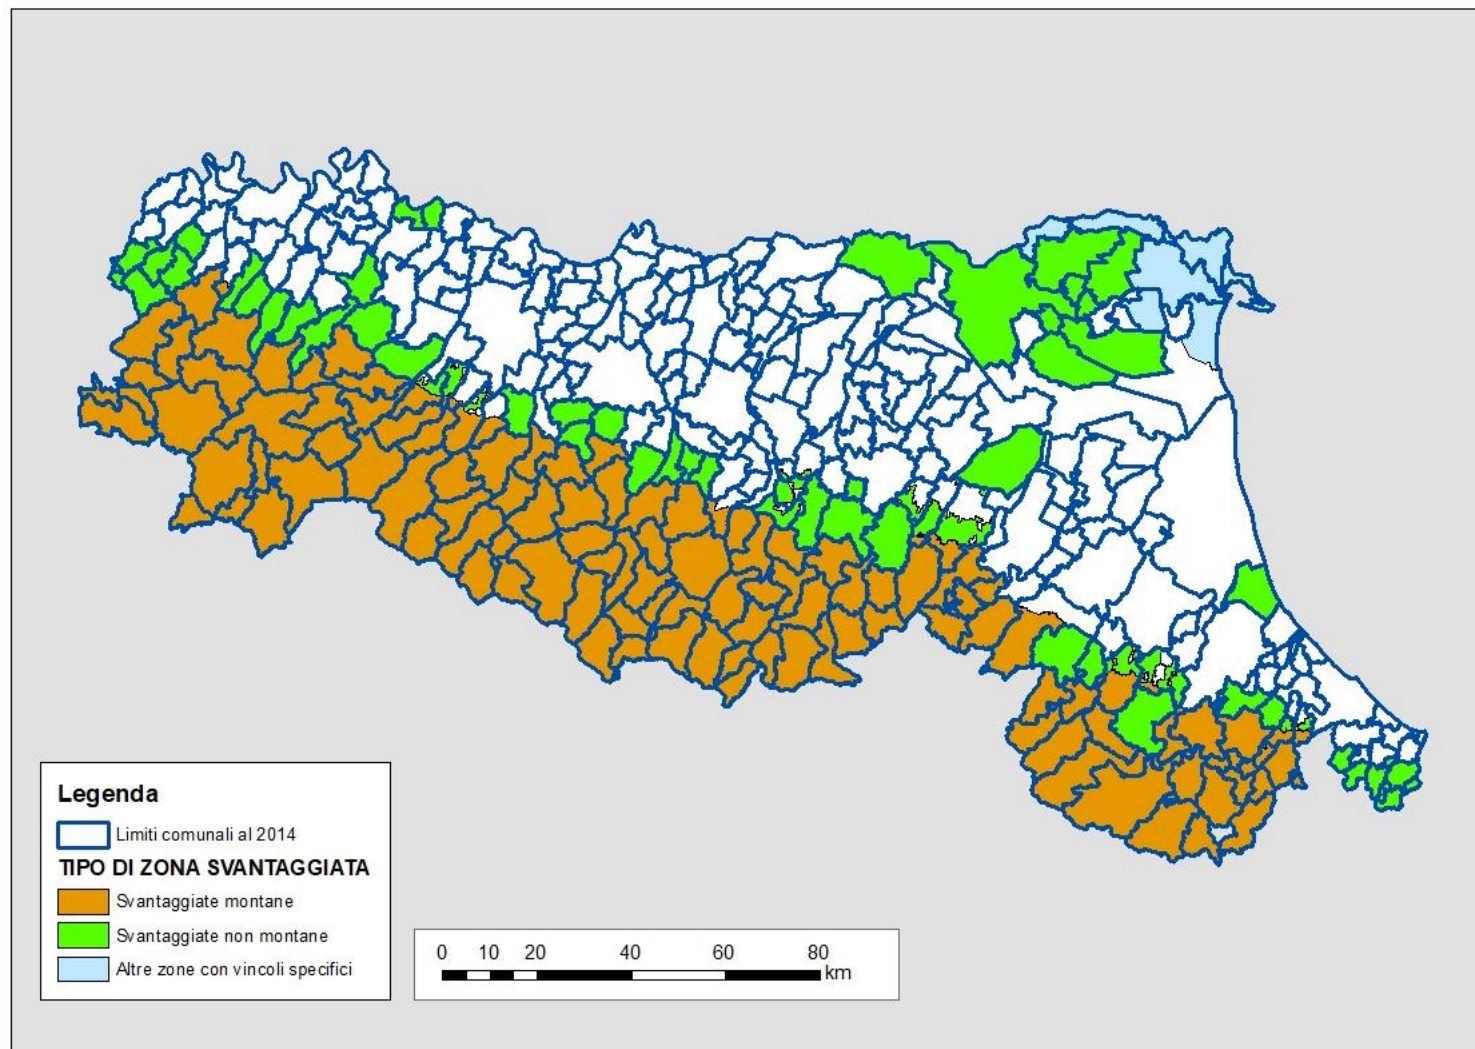 Legenda
Limiti comunali al 2014
TIPO DI ZONA SVANTAGGIATA
Svantaggiate montane
Svantaggiate non montane
Altre zone con vincoli specifici
0 10 20 40 60 80
km